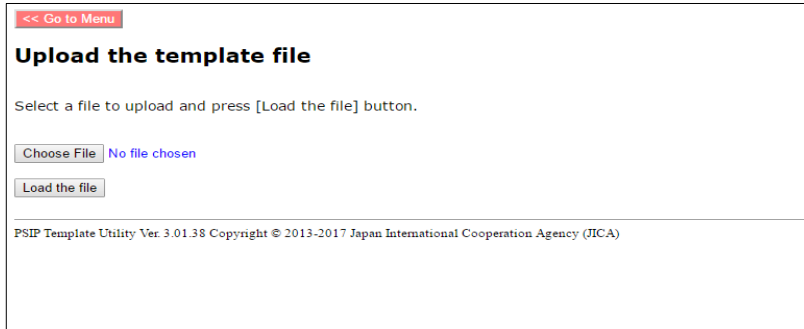 << Go to Menu
Upload the template file
Select a file to upload and press [Load the file] button.
Choose File No file chosen
Load the file
PSIP Template Utility Ver. 3.01.38 Copyright © 2013-2017 Japan International Cooperation Agency (JICA)